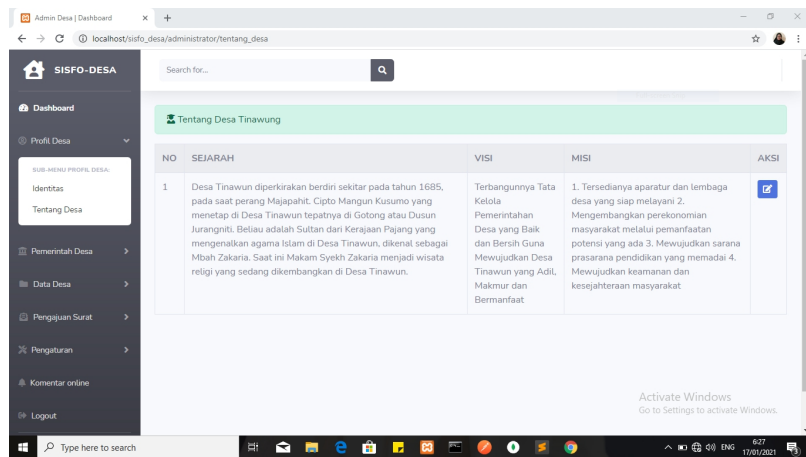 Admin Desa | Dashboard
localhost/sisfo_desa/administrator/tentang_desa
SISFO-DESA
Search for...
Dashboard
Tentang Desa Tinawung
Profil Desa
SUB-MENU PROFIL DESA:
Identitas
Tentang Desa
Pemerintah Desa
Data Desa
Pengajuan Surat
Pengaturan
Komentar online
Logout
NO SEJARAH VISI MISI AKSI
1
Desa Tinawun diperkirakan berdiri sekitar pada tahun 1685,
pada saat perang Majapahit. Cipto Mangun Kusumo yang
menetap di Desa Tinawun tepatnya di Gotong atau Dusun
Jurangniti. Beliau adalah Sultan dari Kerajaan Pajang yang
mengenalkan agama Islam di Desa Tinawun, dikenal sebagai
Mbah Zakaria. Saat ini Makam Syekh Zakaria menjadi wisata
religi yang sedang dikembangkan di Desa Tinawun.
Terbangunnya Tata
Kelola
Pemerintahan
Desa yang Baik
dan Bersih Guna
Mewujudkan Desa
Tinawun yang Adil,
Makmur dan
Bermanfaat
1. Tersedianya aparatur dan lembaga
desa yang siap melayani 2.
Mengembangkan perekonomian
masyarakat melalui pemanfaatan
potensi yang ada 3. Mewujudkan sarana
prasarana pendidikan yang memadai 4.
Mewujudkan keamanan dan
kesejahteraan masyarakat
Activate Windows
Go to Settings to activate Windows.
Type here to search
ENG
6:27
17/01/2021